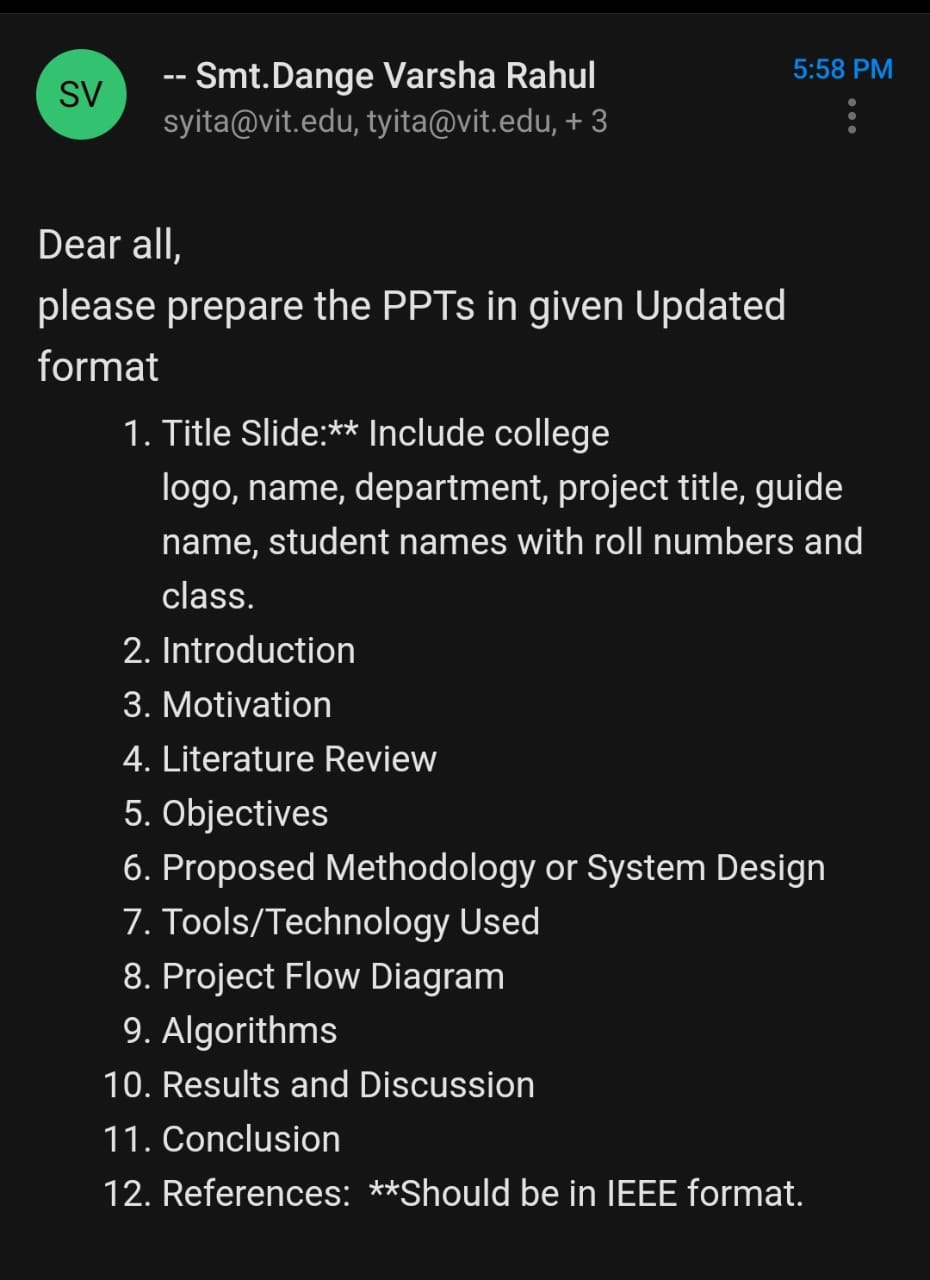 SV
-- Smt.Dange Varsha Rahul
5:58 PM
syita@vit.edu, tyita@vit.edu, + 3
Dear all,
please prepare the PPTs in given Updated
format
1. Title Slide:** Include college
logo, name, department, project title, guide
name, student names with roll numbers and
class.
2. Introduction
3. Motivation
4. Literature Review
5. Objectives
6. Proposed Methodology or System Design
7. Tools/Technology Used
8. Project Flow Diagram
9. Algorithms
10. Results and Discussion
11. Conclusion
12. References:  **Should be in IEEE format.